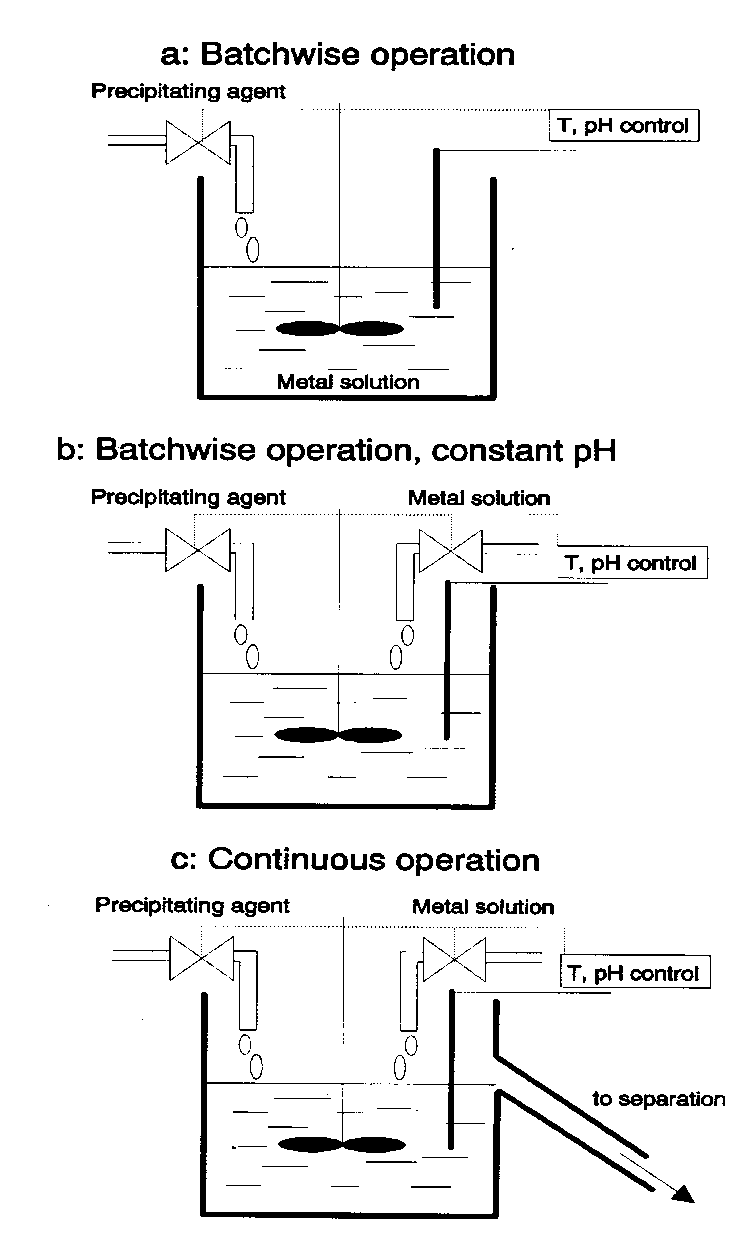 a: Batchwise operation
Precipitating agent
T, pH control
Metal solution
b: Batchwise operation, constant pH
Precipitating agent
Metal solution
T, pH control
c: Continuous operation
Precipitating agent
Metal solution
T, pH control
to separation